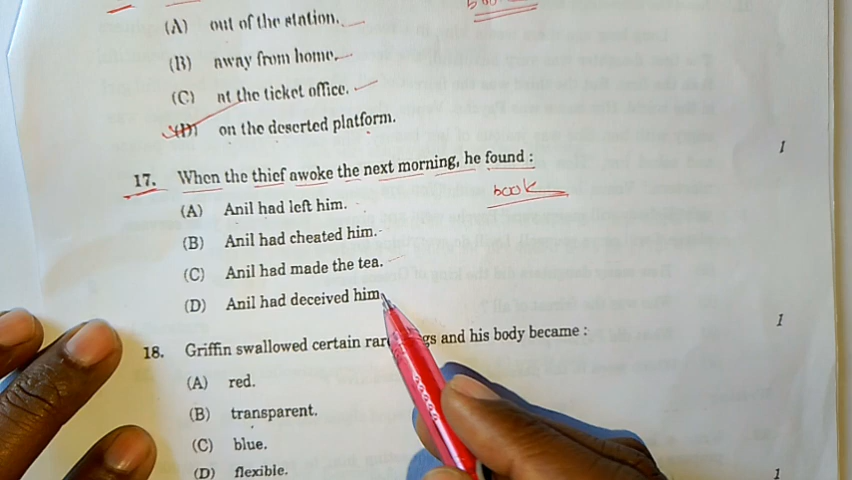 (A) out of the station.
(B) away from home.
(C) at the ticket office.
(D) on the deserted platform.
17. When the thief awoke the next morning, he found : 1
book
(A) Anil had left him.
(B) Anil had cheated him.
(C) Anil had made the tea.
(D) Anil had deceived him
18. Griffin swallowed certain rare and his body became : 1
(A) red.
(B) transparent.
(C) blue.
(D) flexible.
1